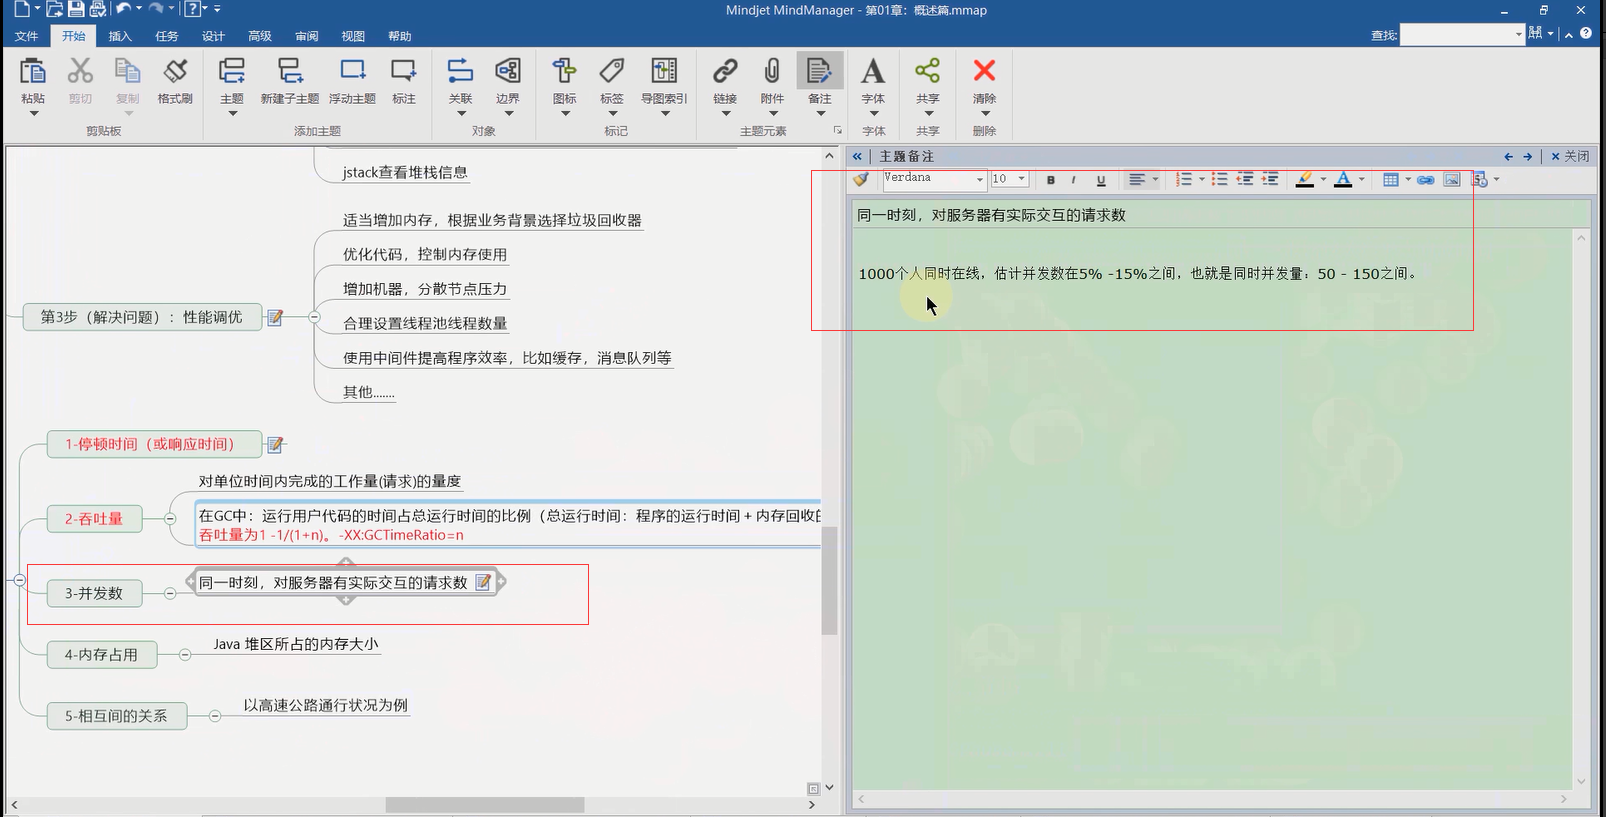 Mindjet MindManager - 第01章：概述篇.mmap
文件 开始 插入 任务 设计 高级 审阅 视图 帮助
查找:
粘贴 剪切 复制 格式刷 主题 新建子主题 浮动主题 标注 关联 边界 图标 标签 导图索引 链接 附件 备注 字体 共享 清除
剪贴板 添加主题 对象 标记 主题元素 字体 共享 删除
jstack查看堆栈信息
适当增加内存，根据业务背景选择垃圾回收器
优化代码，控制内存使用
增加机器，分散节点压力
第3步（解决问题）：性能调优
合理设置线程池线程数量
使用中间件提高程序效率，比如缓存，消息队列等
其他.......
1-停顿时间（或响应时间）
对单位时间内完成的工作量(请求)的量度
2-吞吐量
在GC中：运行用户代码的时间占总运行时间的比例（总运行时间：程序的运行时间 + 内存回收的
吞吐量为1 -1/(1+n)。-XX:GCTimeRatio=n
3-并发数
同一时刻，对服务器有实际交互的请求数
4-内存占用
Java 堆区所占的内存大小
5-相互间的关系
以高速公路通行状况为例
主题备注
关闭
Verdana 10 B I U A
同一时刻，对服务器有实际交互的请求数
1000个人同时在线，估计并发数在5% -15%之间，也就是同时并发量：50 - 150之间。